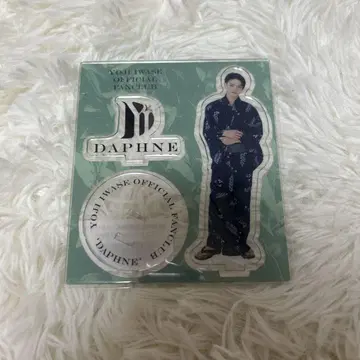 YOJI IWASE
OFFICIAL
FANCLUB
DAPHNE
YOJI IWASE OFFICIAL FANCLUB
"DAPHNE"